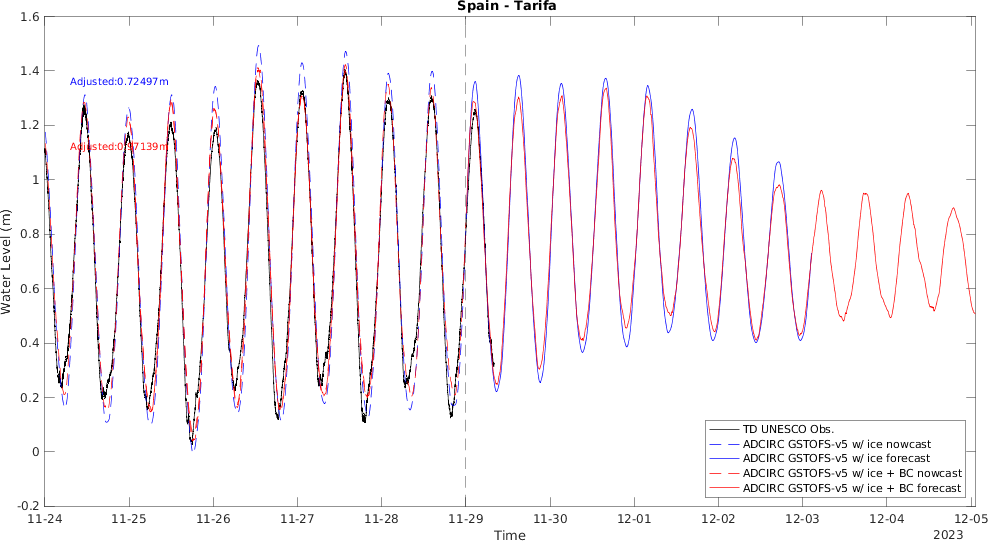 Spain - Tarifa
1.6
1.4
1.2
1
0.8
0.6
0.4
0.2
0
-0.2
Water Level (m)
Adjusted:0.72497m
11-24
11-25
11-26
11-27
11-28
11-29
11-30
12-01
12-02
12-03
12-04
12-05
Time
2023
TD UNESCO Obs.
ADCIRC GSTOFS-v5 w/ ice nowcast
ADCIRC GSTOFS-v5 w/ ice forecast
ADCIRC GSTOFS-v5 w/ ice + BC nowcast
ADCIRC GSTOFS-v5 w/ ice + BC forecast